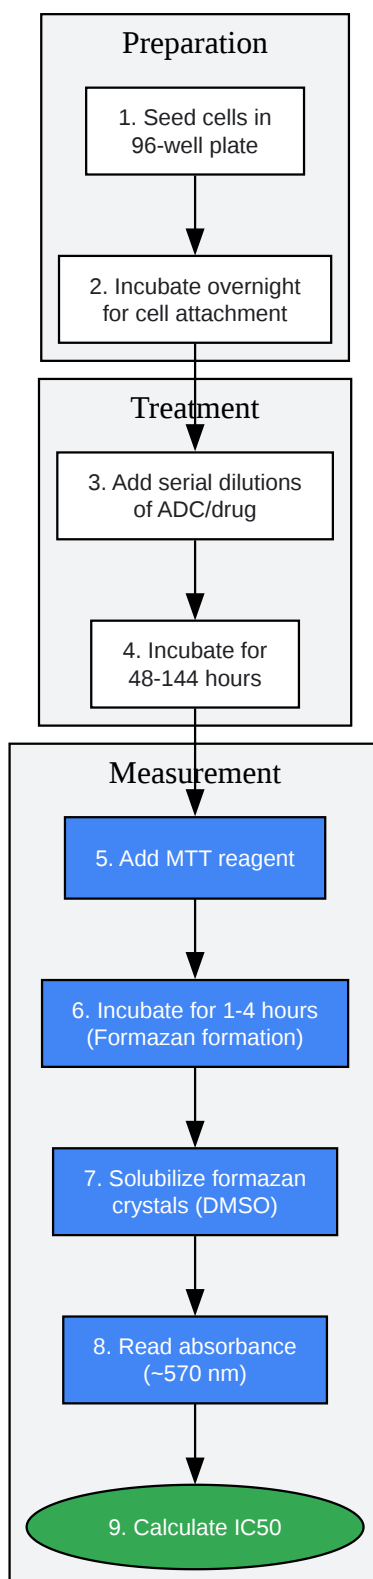 Preparation
1. Seed cells in
96-well plate
2. Incubate overnight
for cell attachment
Treatment
3. Add serial dilutions
of ADC/drug
4. Incubate for
48-144 hours
Measurement
5. Add MTT reagent
6. Incubate for 1-4 hours
(Formazan formation)
7. Solubilize formazan
crystals (DMSO)
8. Read absorbance
(~570 nm)
9. Calculate IC50